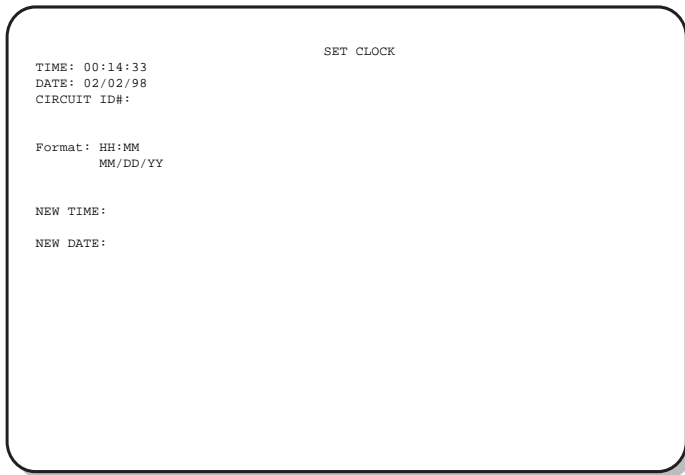 SET CLOCK
TIME: 00:14:33
DATE: 02/02/98
CIRCUIT ID#:
Format: HH:MM
MM/DD/YY
NEW TIME:
NEW DATE: